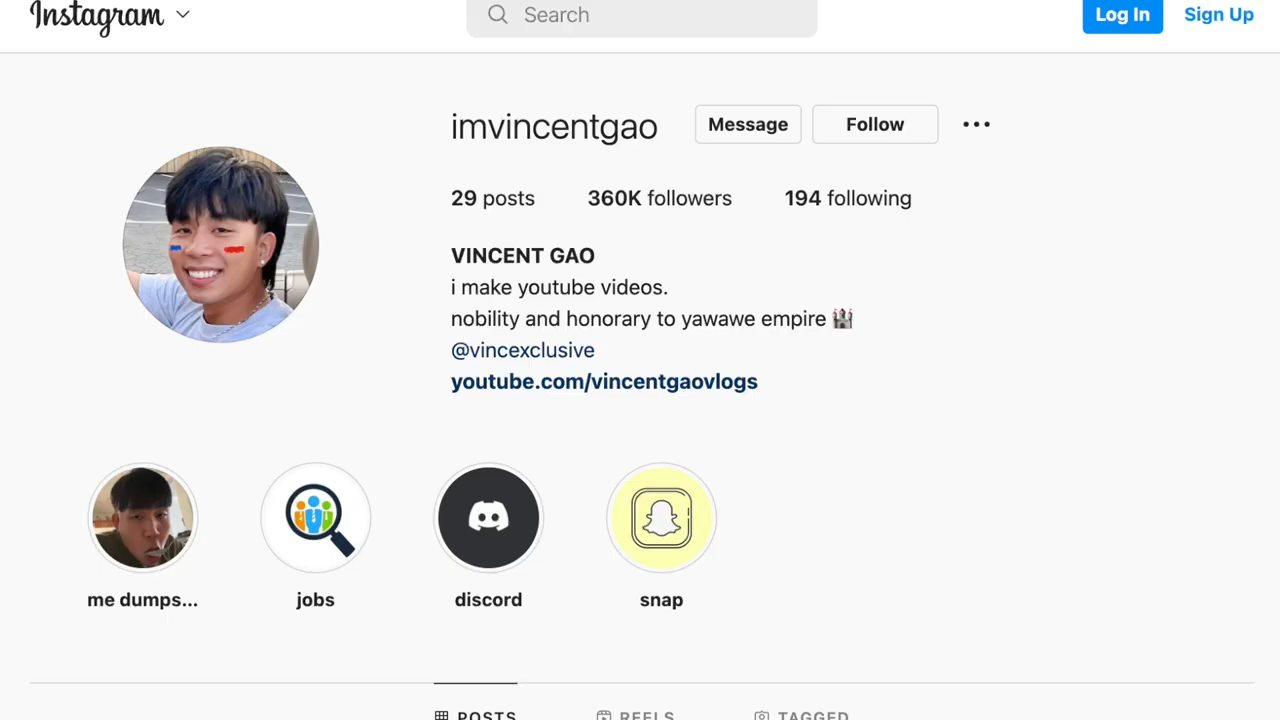 Instagram
Search
Log In
Sign Up
imvincentgao
Message
Follow
29 posts
360K followers
194 following
VINCENT GAO
i make youtube videos.
nobility and honorary to yawawe empire 🏰
@vincexclusive
youtube.com/vincentgaovlogs
me dumps...
jobs
discord
snap
POSTS
REELS
TAGGED